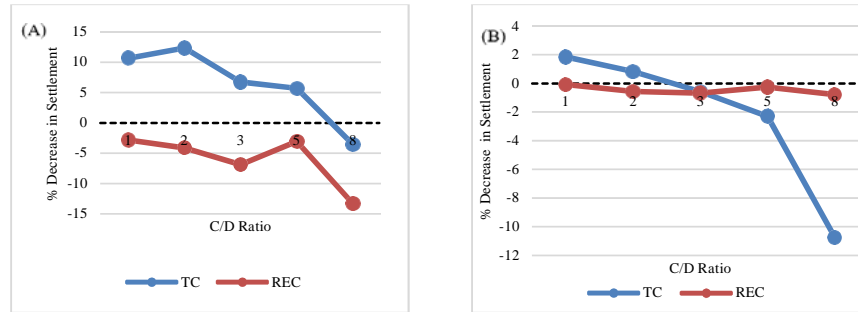 (A)
% Decrease in Settlement
15
10
5
0
-5
-10
-15
1 2 3 5 8
C/D Ratio
TC REC
(B)
% Decrease in Settlement
4
2
0
-2
-4
-6
-8
-10
-12
1 2 3 5 8
C/D Ratio
TC REC